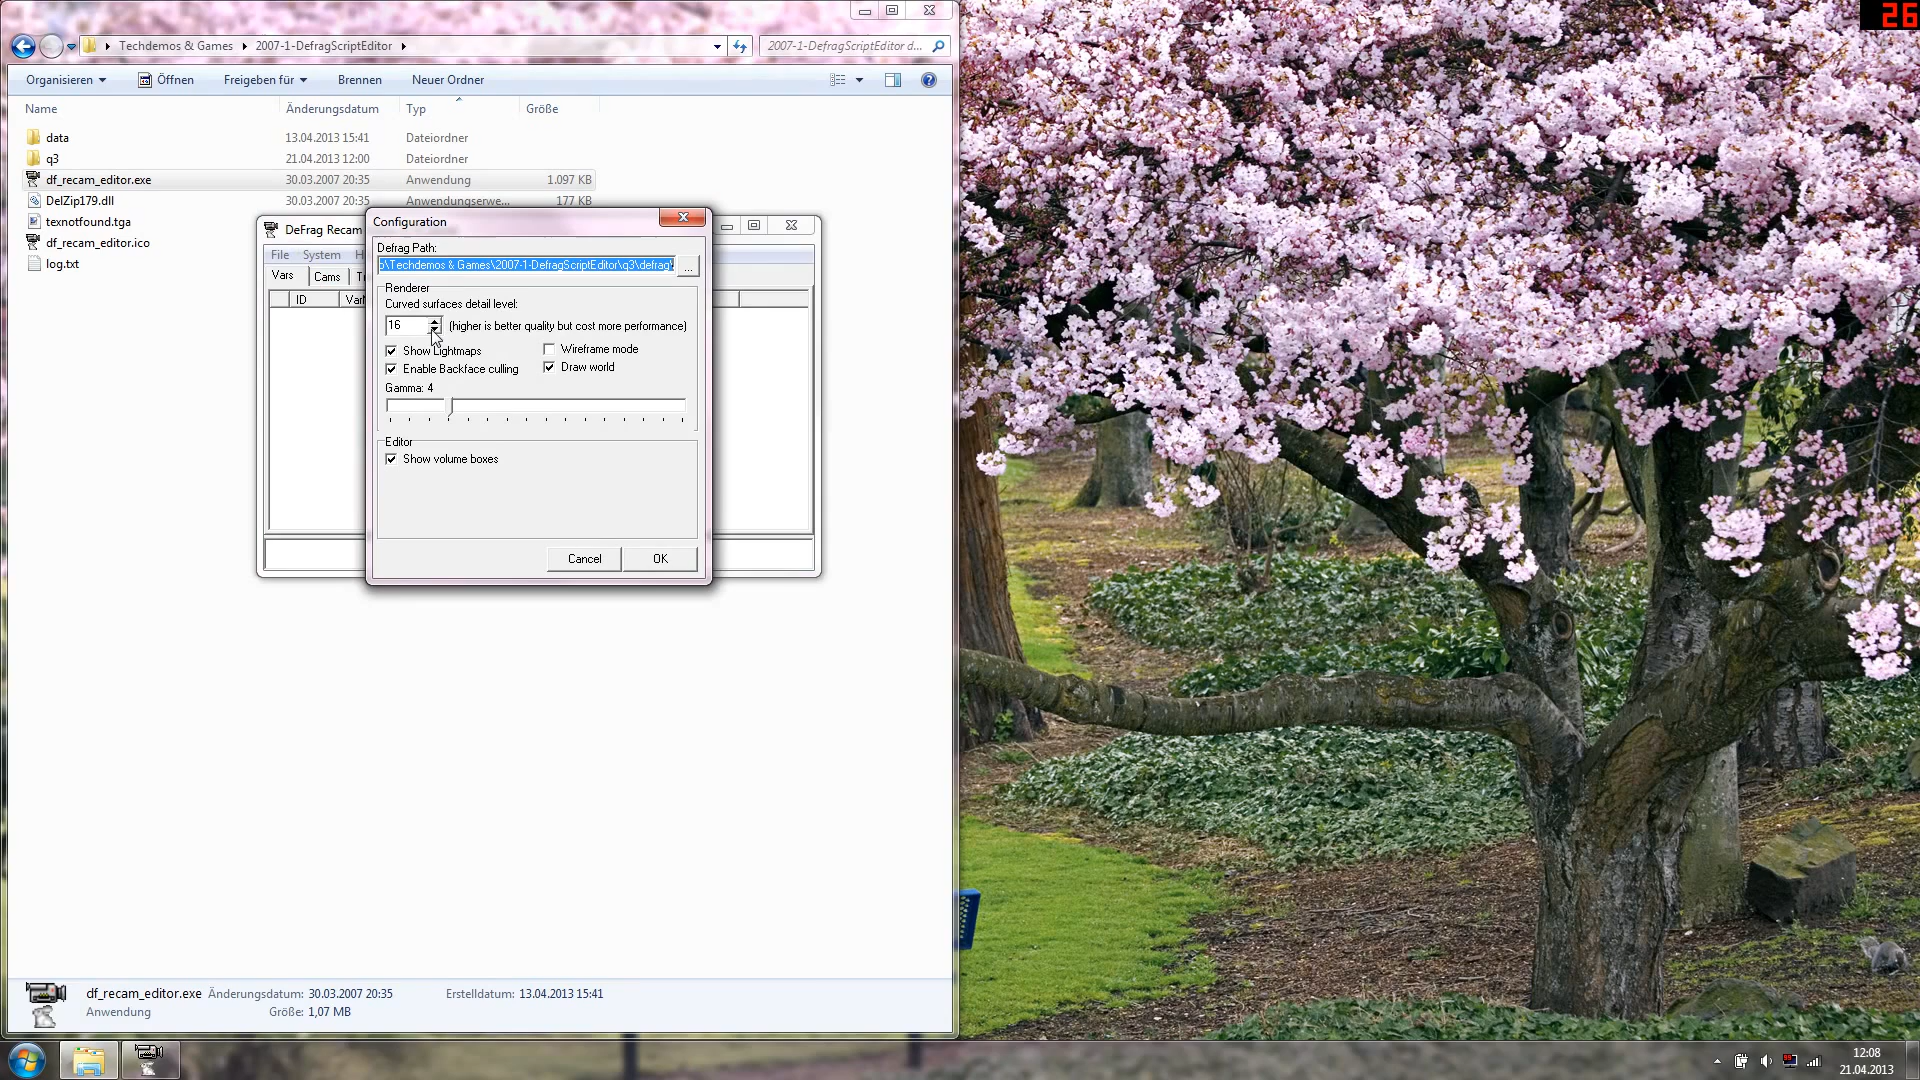 26
Techdemos & Games
2007-1-DefragScriptEditor
2007-1-DefragScriptEditor d...
Organisieren
Öffnen
Freigeben für
Brennen
Neuer Ordner
Name
Änderungsdatum
Typ
Größe
data
13.04.2013 15:41
Dateiordner
q3
21.04.2013 12:00
Dateiordner
df_recam_editor.exe
30.03.2007 20:35
Anwendung
1.097 KB
DelZip179.dll
30.03.2007 20:35
Anwendungserwe...
177 KB
texnotfound.tga
df_recam_editor.ico
log.txt
DeFrag Recam
File
System
Vars
Cams
ID
Configuration
Defrag Path:
\Techdemos & Games\2007-1-DefragScriptEditor\q3\defrag\
...
Renderer
Curved surfaces detail level:
16
(higher is better quality but cost more performance)
Show Lightmaps
Wireframe mode
Enable Backface culling
Draw world
Gamma: 4
Editor
Show volume boxes
Cancel
OK
df_recam_editor.exe
Änderungsdatum: 30.03.2007 20:35
Erstelldatum: 13.04.2013 15:41
Anwendung
Größe: 1,07 MB
12:08
21.04.2013